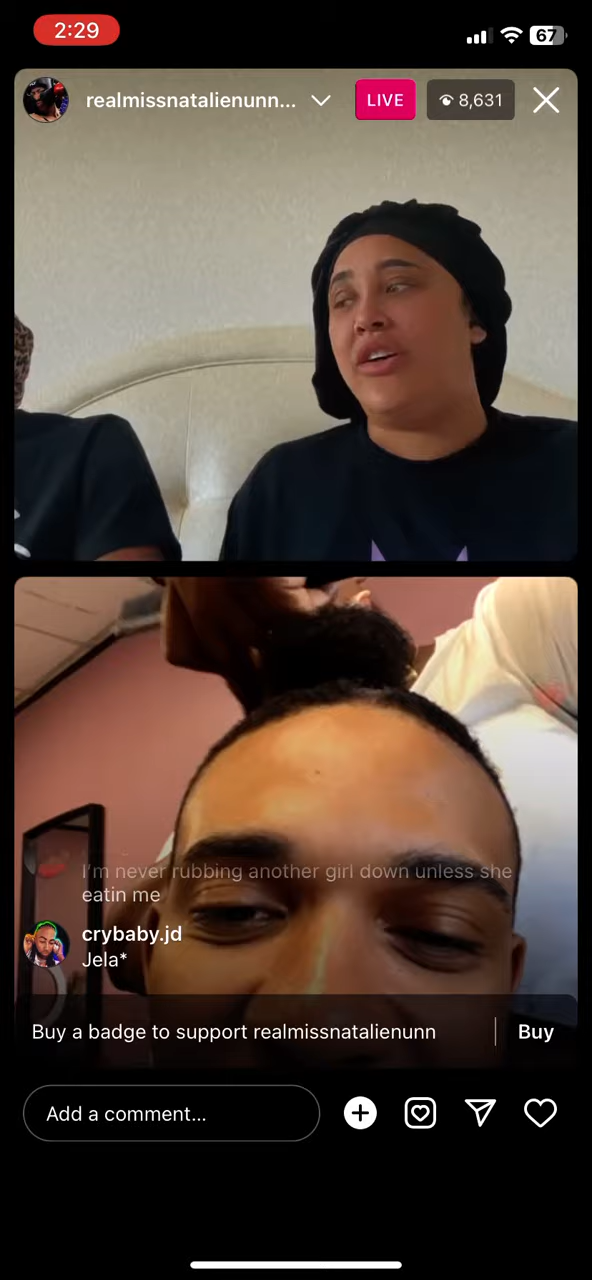 2:29
67
realmissnatalienunn...
LIVE
8,631
I'm never rubbing another girl down unless she
eatin me
crybaby.jd
Jela*
Buy a badge to support realmissnatalienunn
Buy
Add a comment...